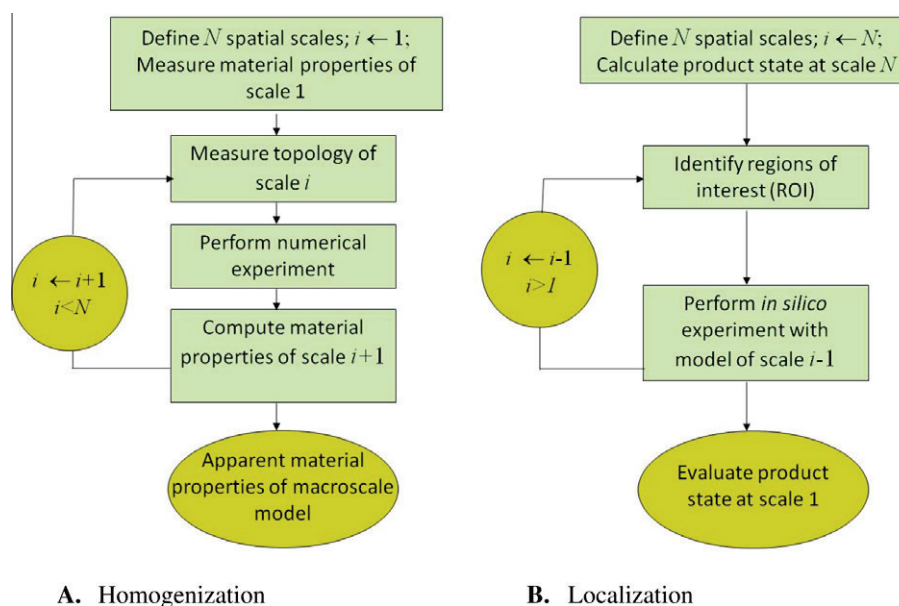 Define N spatial scales; i ← 1;
Measure material properties of
scale 1
Measure topology of
scale i
Perform numerical
experiment
i ← i+1
i<N
Compute material
properties of scale i+1
Apparent material
properties of macroscale
model
A. Homogenization
Define N spatial scales; i ← N;
Calculate product state at scale N
Identify regions of
interest (ROI)
i ← i-1
i>1
Perform in silico
experiment with
model of scale i-1
Evaluate product
state at scale 1
B. Localization